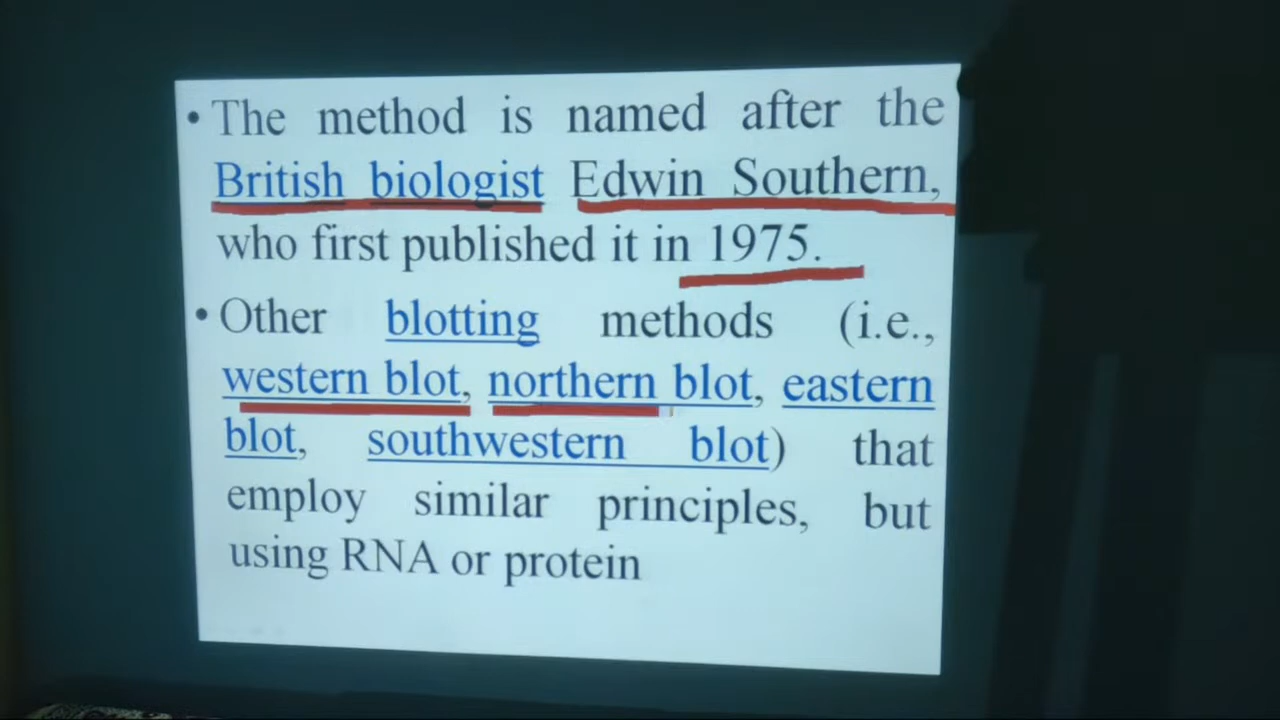 • The method is named after the
British biologist Edwin Southern,
who first published it in 1975.
• Other blotting methods (i.e.,
western blot, northern blot, eastern
blot, southwestern blot) that
employ similar principles, but
using RNA or protein